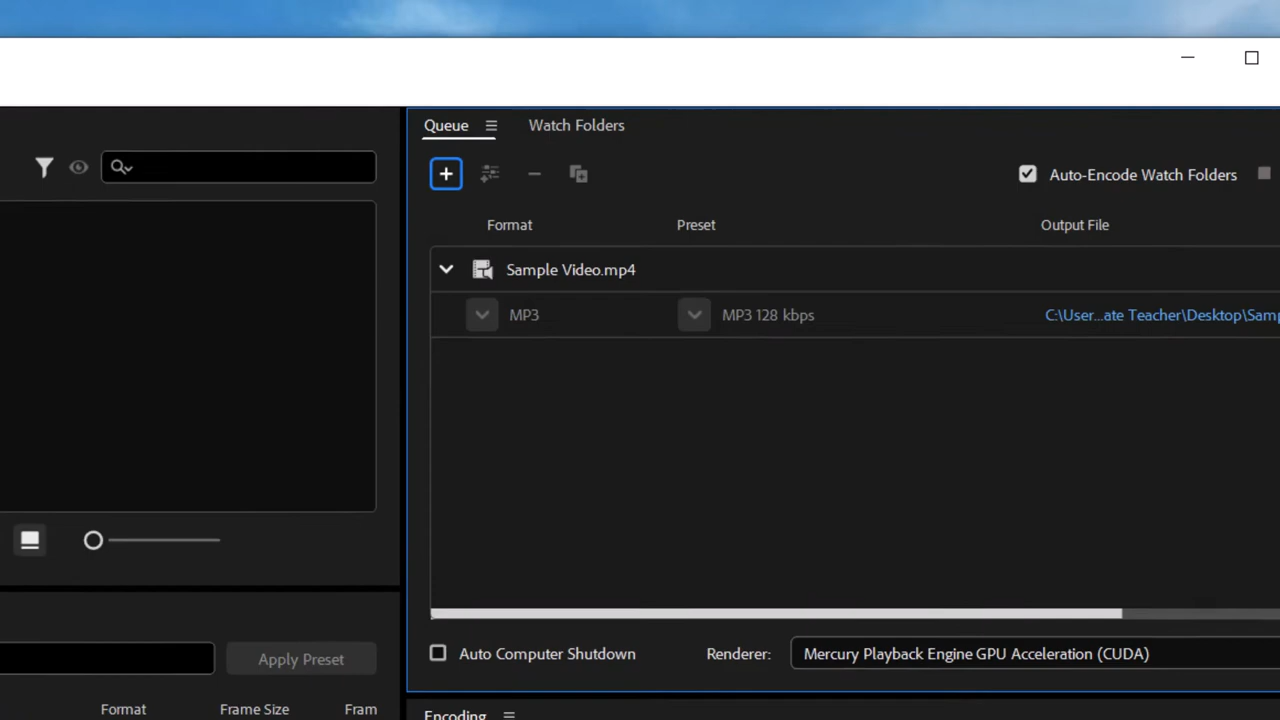 Queue
Watch Folders
Auto-Encode Watch Folders
Format
Preset
Output File
Sample Video.mp4
MP3
MP3 128 kbps
C:\User...ate Teacher\Desktop\Samp
Auto Computer Shutdown
Renderer:
Mercury Playback Engine GPU Acceleration (CUDA)
Apply Preset
Format
Frame Size
Fram
Encoding